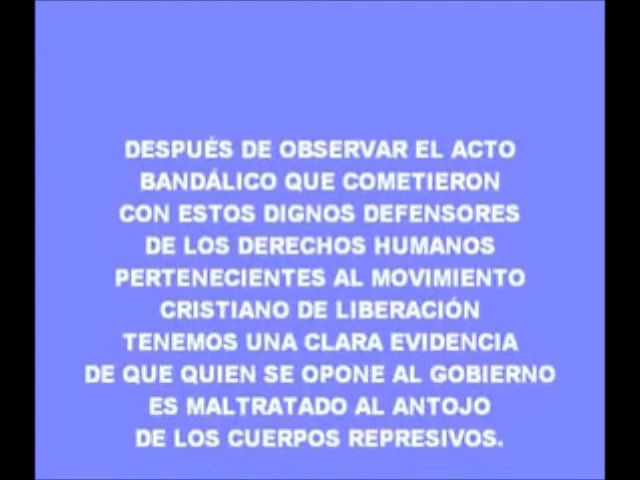 DESPUÉS DE OBSERVAR EL ACTO
BANDÁLICO QUE COMETIERON
CON ESTOS DIGNOS DEFENSORES
DE LOS DERECHOS HUMANOS
PERTENECIENTES AL MOVIMIENTO
CRISTIANO DE LIBERACIÓN
TENEMOS UNA CLARA EVIDENCIA
DE QUE QUIEN SE OPONE AL GOBIERNO
ES MALTRATADO AL ANTOJO
DE LOS CUERPOS REPRESIVOS.